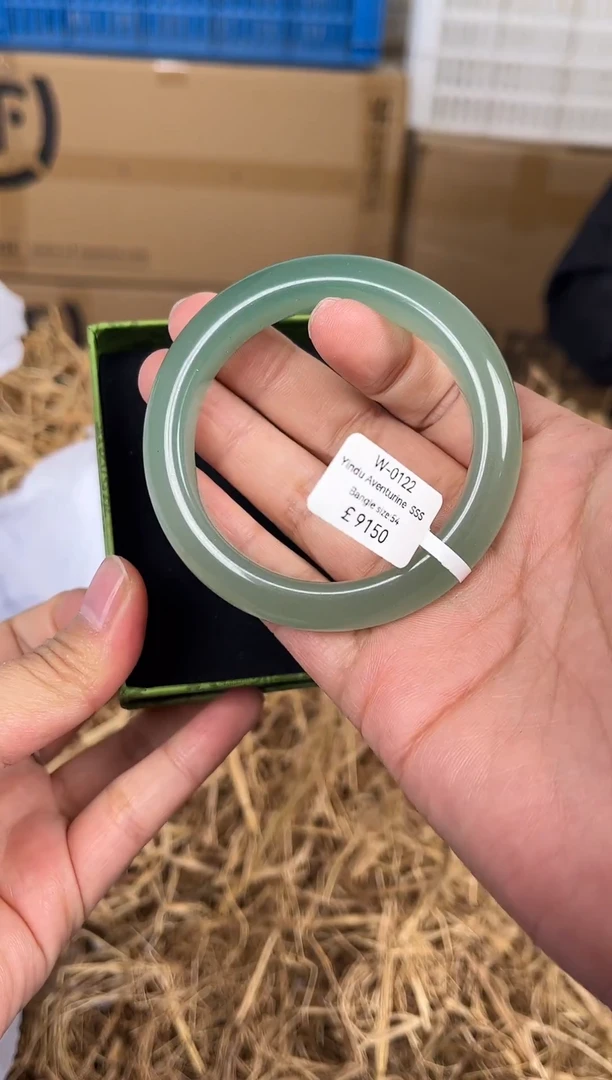 W-0122
Yindu Aventurine SSS
Bangle size:54
£9150